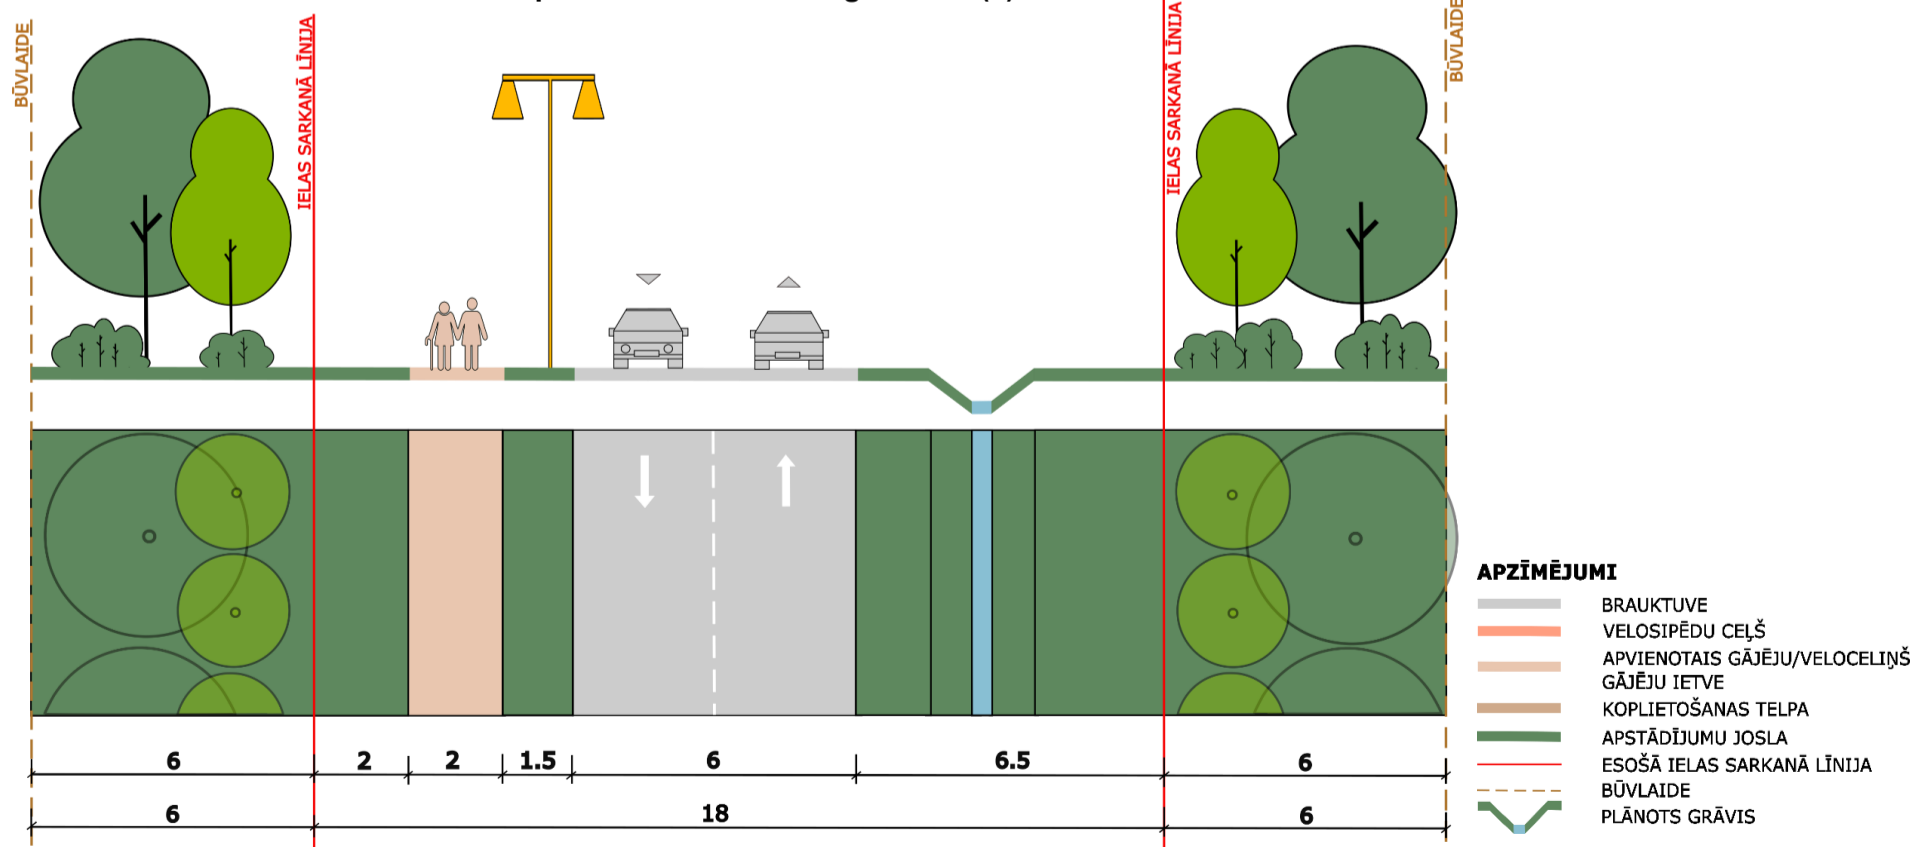 BŪVLAIDE
IELAS SARKANĀ LĪNIJA
IELAS SARKANĀ LĪNIJA
BŪVLAIDE
6
2
2
1.5
6
6.5
6
6
18
6
APZĪMĒJUMI
BRAUKTUVE
VELOSIPĒDU CEĻŠ
APVIENOTAIS GĀJĒJU/VELOCELIŅŠ
GĀJĒJU IETVE
KOPLIETOŠANAS TELPA
APSTĀDĪJUMU JOSLA
ESOŠĀ IELAS SARKANĀ LĪNIJA
BŪVLAIDE
PLĀNOTS GRĀVIS